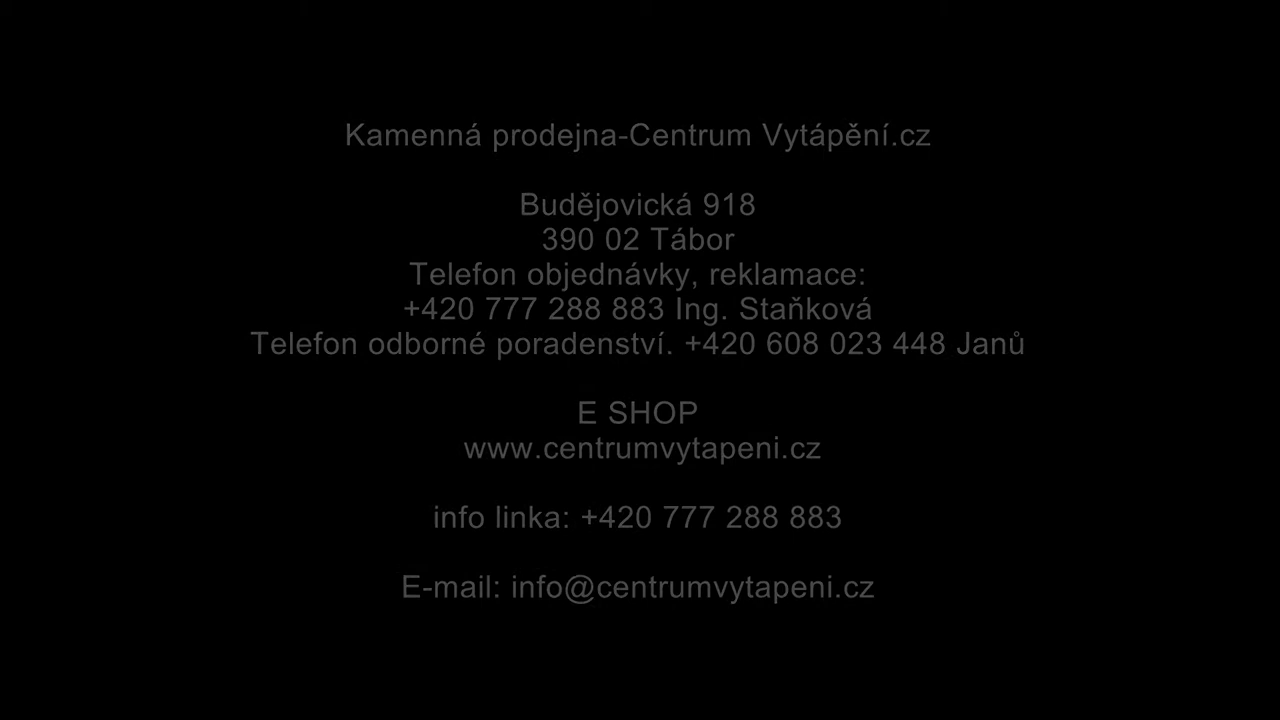 Kamenná prodejna-Centrum Vytápění.cz
Budějovická 918
390 02 Tábor
Telefon objednávky, reklamace:
+420 777 288 883 Ing. Staňková
Telefon odborné poradenství. +420 608 023 448 Janů
E SHOP
www.centrumvytapeni.cz
info linka: +420 777 288 883
E-mail: info@centrumvytapeni.cz